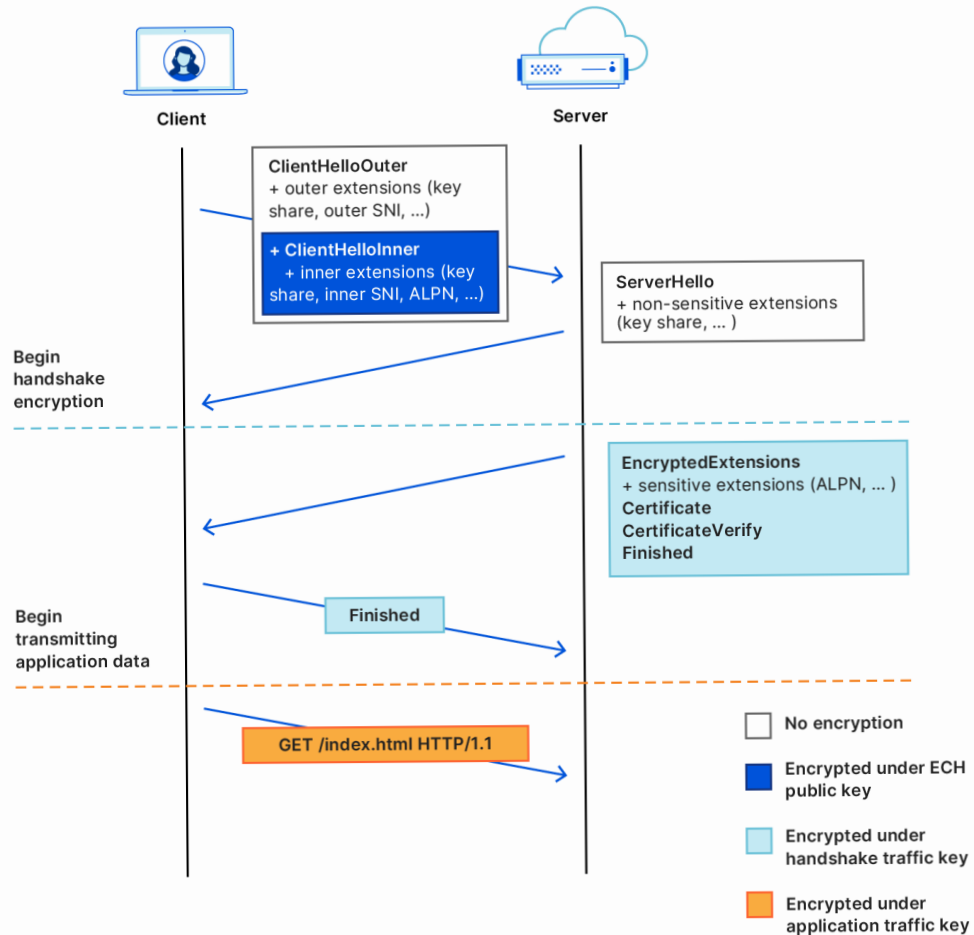 Client
Server
ClientHelloOuter
+ outer extensions (key
share, outer SNI, ...)
+ ClientHelloInner
+ inner extensions (key
share, inner SNI, ALPN, ...)
ServerHello
+ non-sensitive extensions
(key share, ... )
Begin
handshake
encryption
EncryptedExtensions
+ sensitive extensions (ALPN, ... )
Certificate
CertificateVerify
Finished
Finished
Begin
transmitting
application data
GET /index.html HTTP/1.1
No encryption
Encrypted under ECH
public key
Encrypted under
handshake traffic key
Encrypted under
application traffic key